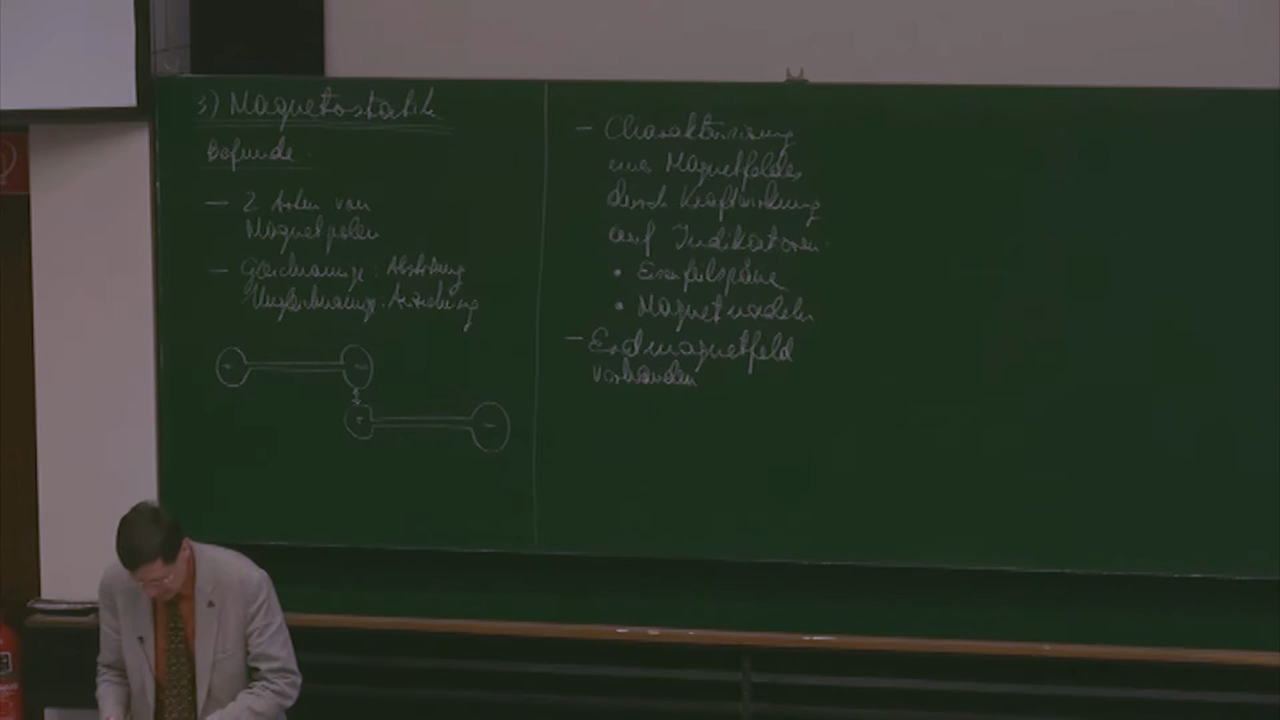 3) Magnetostatik
Befunde
– 2 Arten von
Magnetpolen
– Gleichnamige: Abstoßung
Ungleichnamige: Anziehung
– Charakterisierung
eines Magnetfeldes
durch Kraftwirkung
auf Indikatoren
• Eisenfeilspäne
• Magnetnadeln
– Erdmagnetfeld
vorhanden